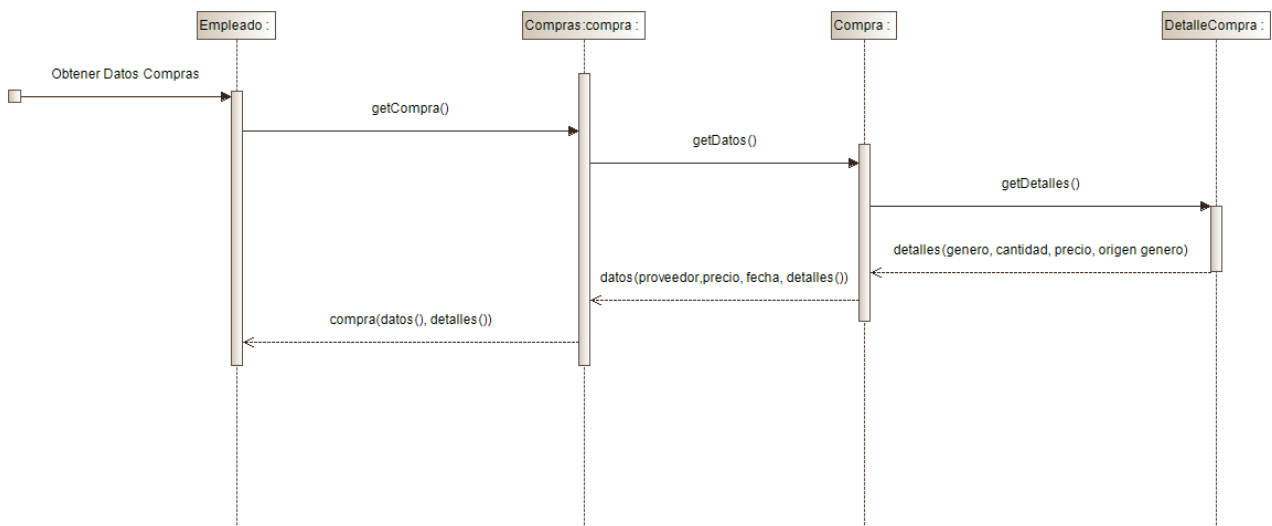 Empleado :
Compras:compra :
Compra :
DetalleCompra :
Obtener Datos Compras
getCompra()
getDatos()
getDetalles()
detalles(genero, cantidad, precio, origen genero)
datos(proveedor,precio, fecha, detalles())
compra(datos(), detalles())